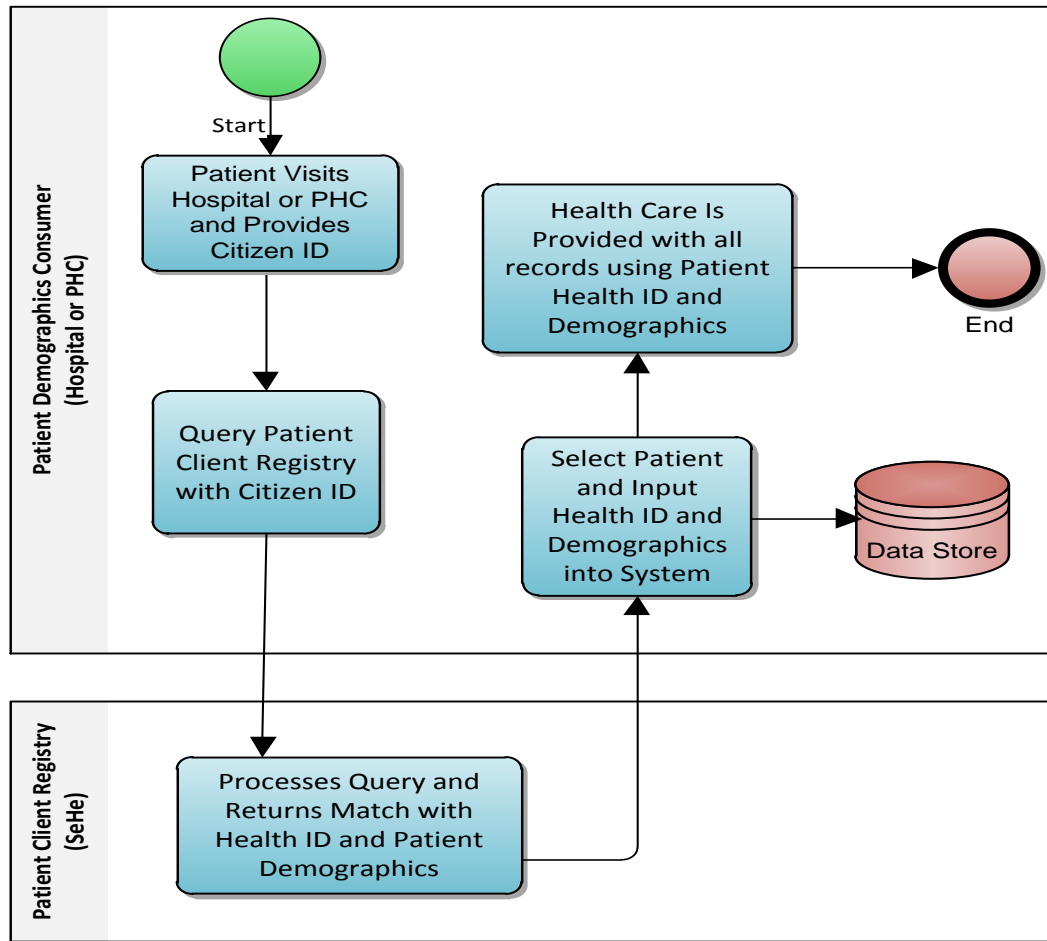 Patient Demographics Consumer
(Hospital or PHC)
Start
Patient Visits
Hospital or PHC
and Provides
Citizen ID
Query Patient
Client Registry
with Citizen ID
Health Care Is
Provided with all
records using Patient
Health ID and
Demographics
End
Select Patient
and Input
Health ID and
Demographics
into System
Data Store
Patient Client Registry
(SeHe)
Processes Query and
Returns Match with
Health ID and Patient
Demographics